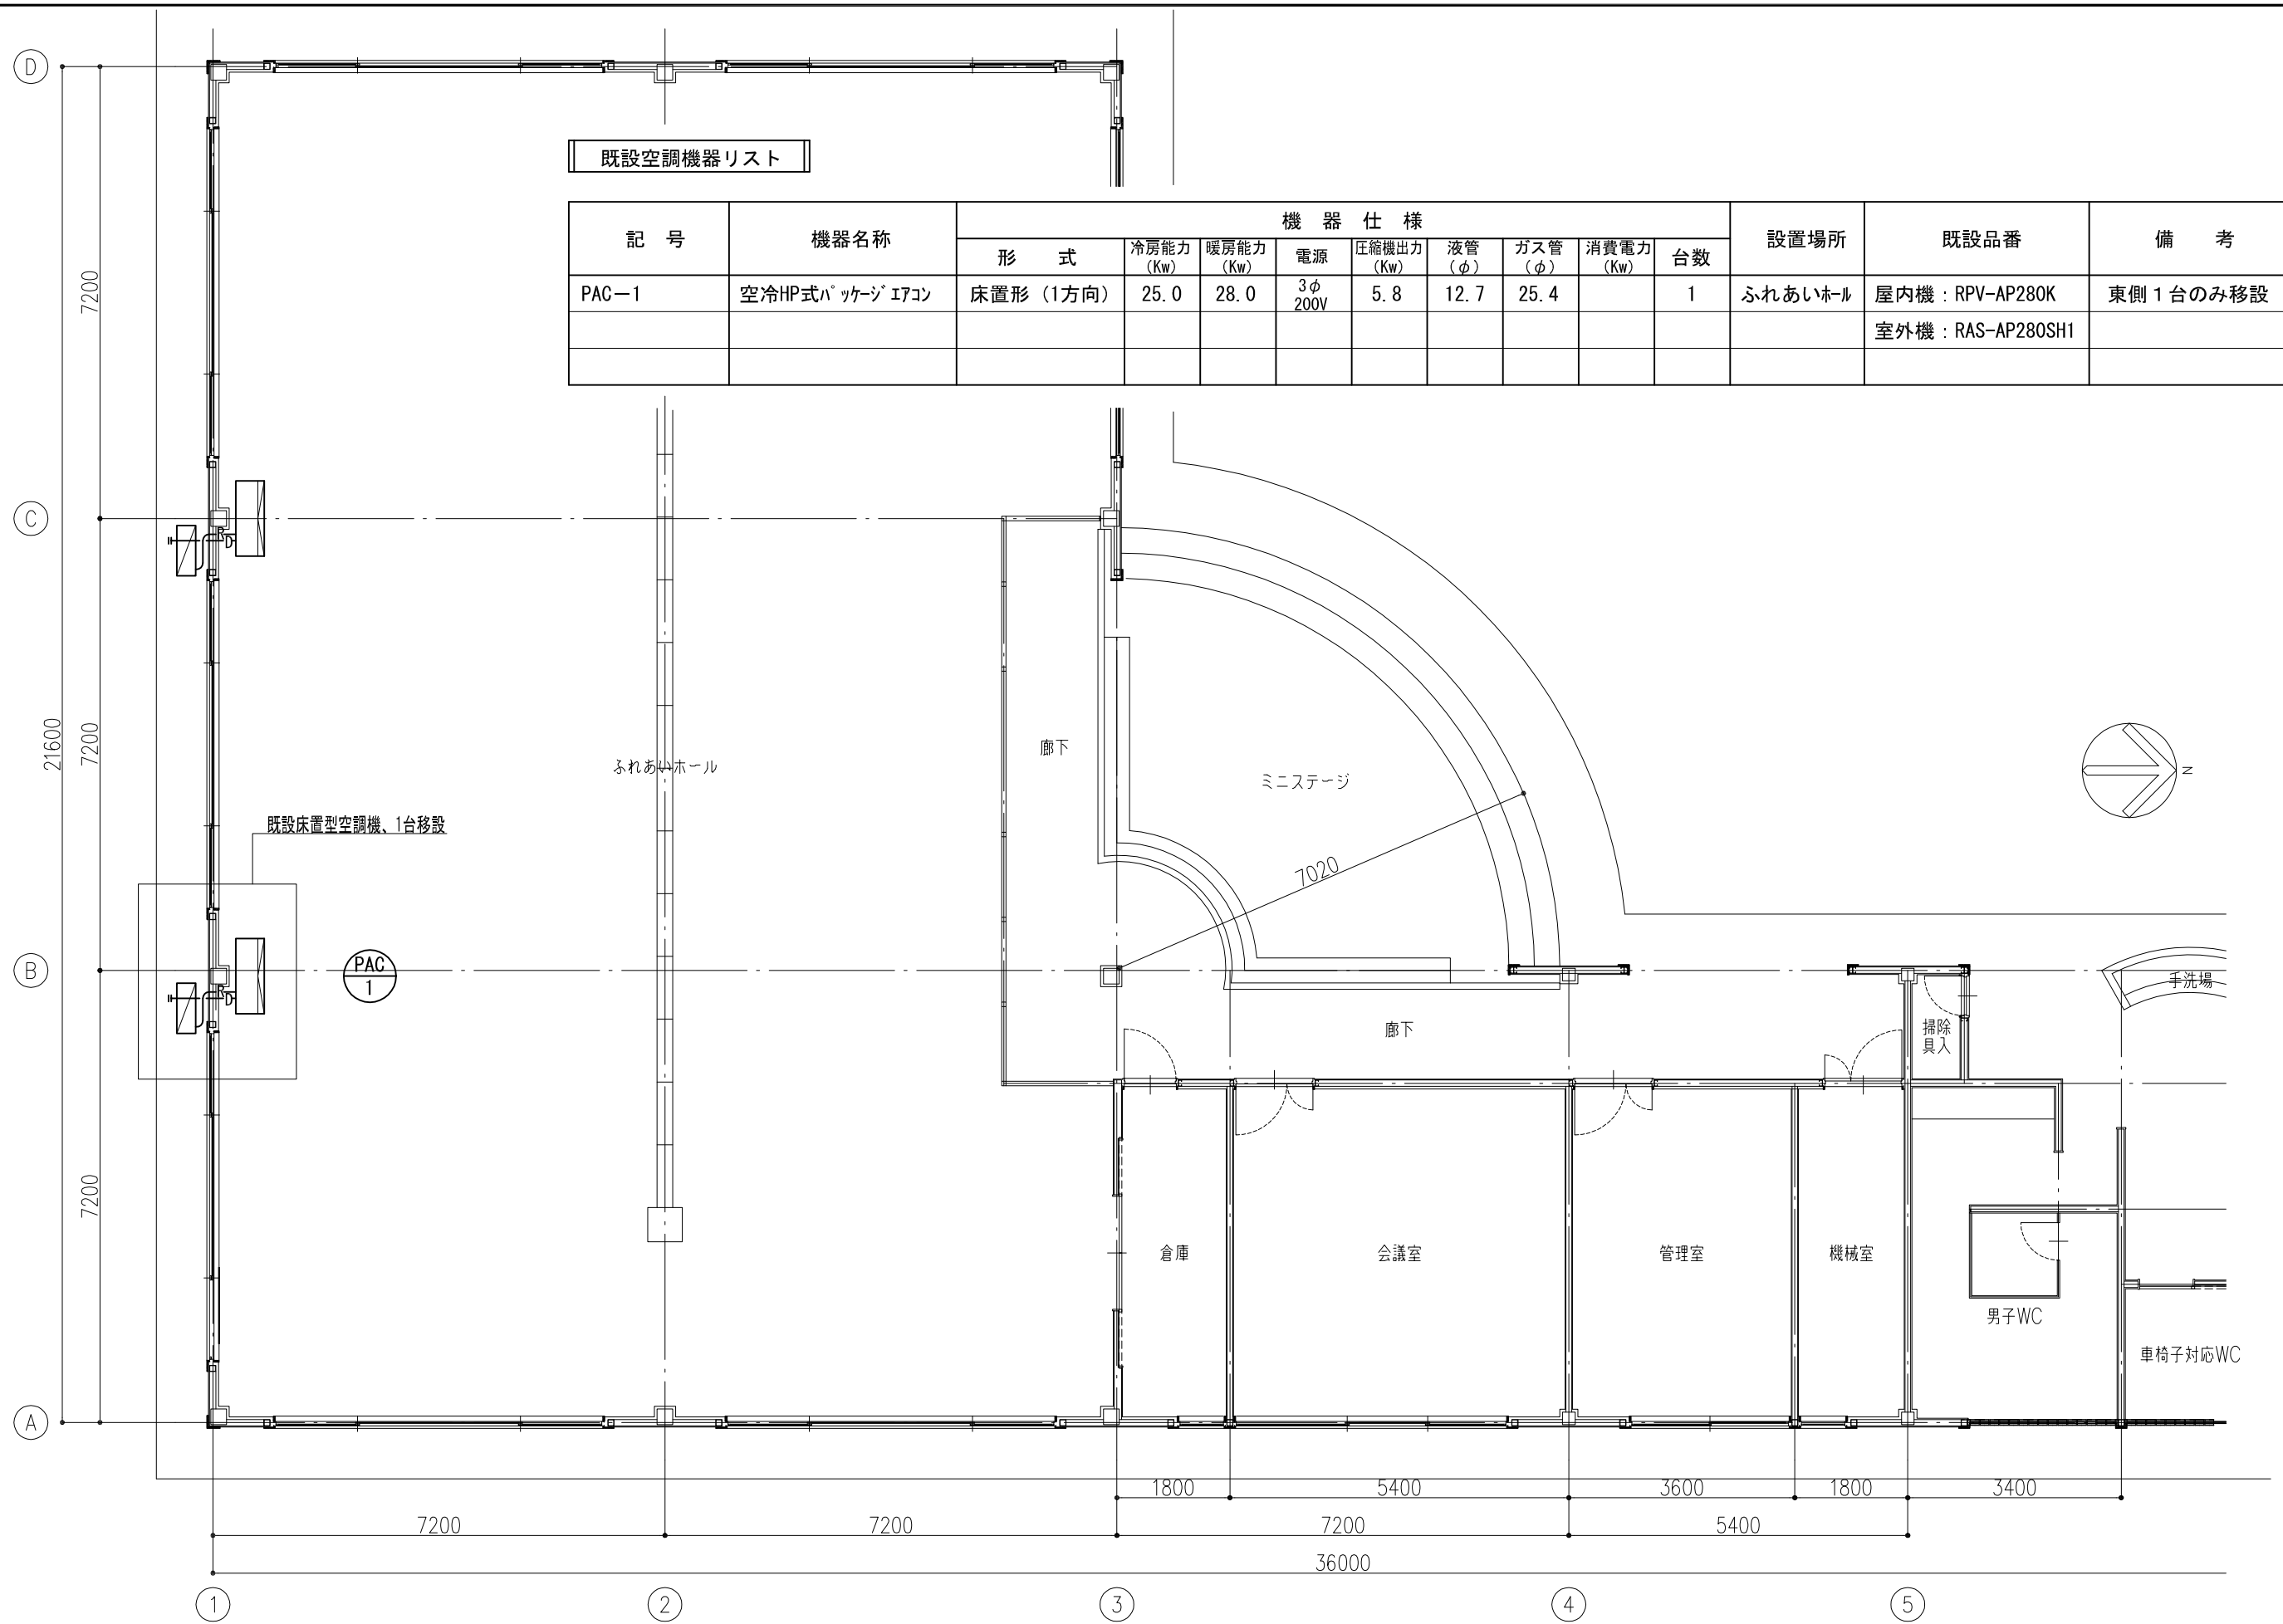 D
既設空調機器リスト
記　号
機器名称
機　器　仕　様
設置場所
既設品番
備　考
形　式
冷房能力
(Kw)
暖房能力
(Kw)
電源
圧縮機出力
(Kw)
液管
(φ)
ガス管
(φ)
消費電力
(Kw)
台数
PAC－1
空冷HP式パッケージエアコン
床置形（1方向）
25.0
28.0
3φ
200V
5.8
12.7
25.4
1
ふれあいホール
屋内機：RPV-AP280K
東側１台のみ移設
室外機：RAS-AP280SH1
7200
C
21600
7200
ふれあいホール
廊下
ミニステージ
N
既設床置型空調機、1台移設
7020
B
PAC
1
手洗場
廊下
掃除
具入
7200
倉庫
会議室
管理室
機械室
男子WC
車椅子対応WC
A
1800
5400
3600
1800
3400
7200
7200
7200
5400
36000
1
2
3
4
5